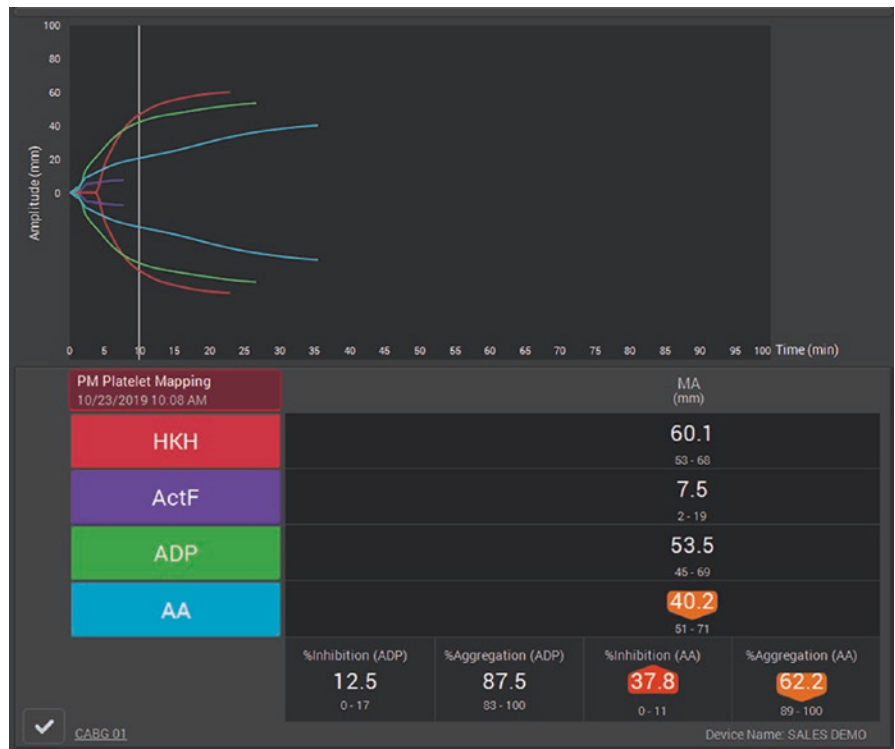 100
80
60
40
20
0
Amplitude (mm)
0 5 10 15 20 25 30 35 40 45 50 55 60 65 70 75 80 85 90 95 100 Time (min)
PM Platelet Mapping
10/23/2019 10:08 AM
MA
(mm)
HKH
60.1
53 - 68
ActF
7.5
2 - 19
ADP
53.5
45 - 69
AA
40.2
51 - 71
%Inhibition (ADP) %Aggregation (ADP) %Inhibition (AA) %Aggregation (AA)
12.5 87.5 37.8 62.2
0 - 17 83 - 100 0 - 11 89 - 100
CABG 01 Device Name: SALES DEMO